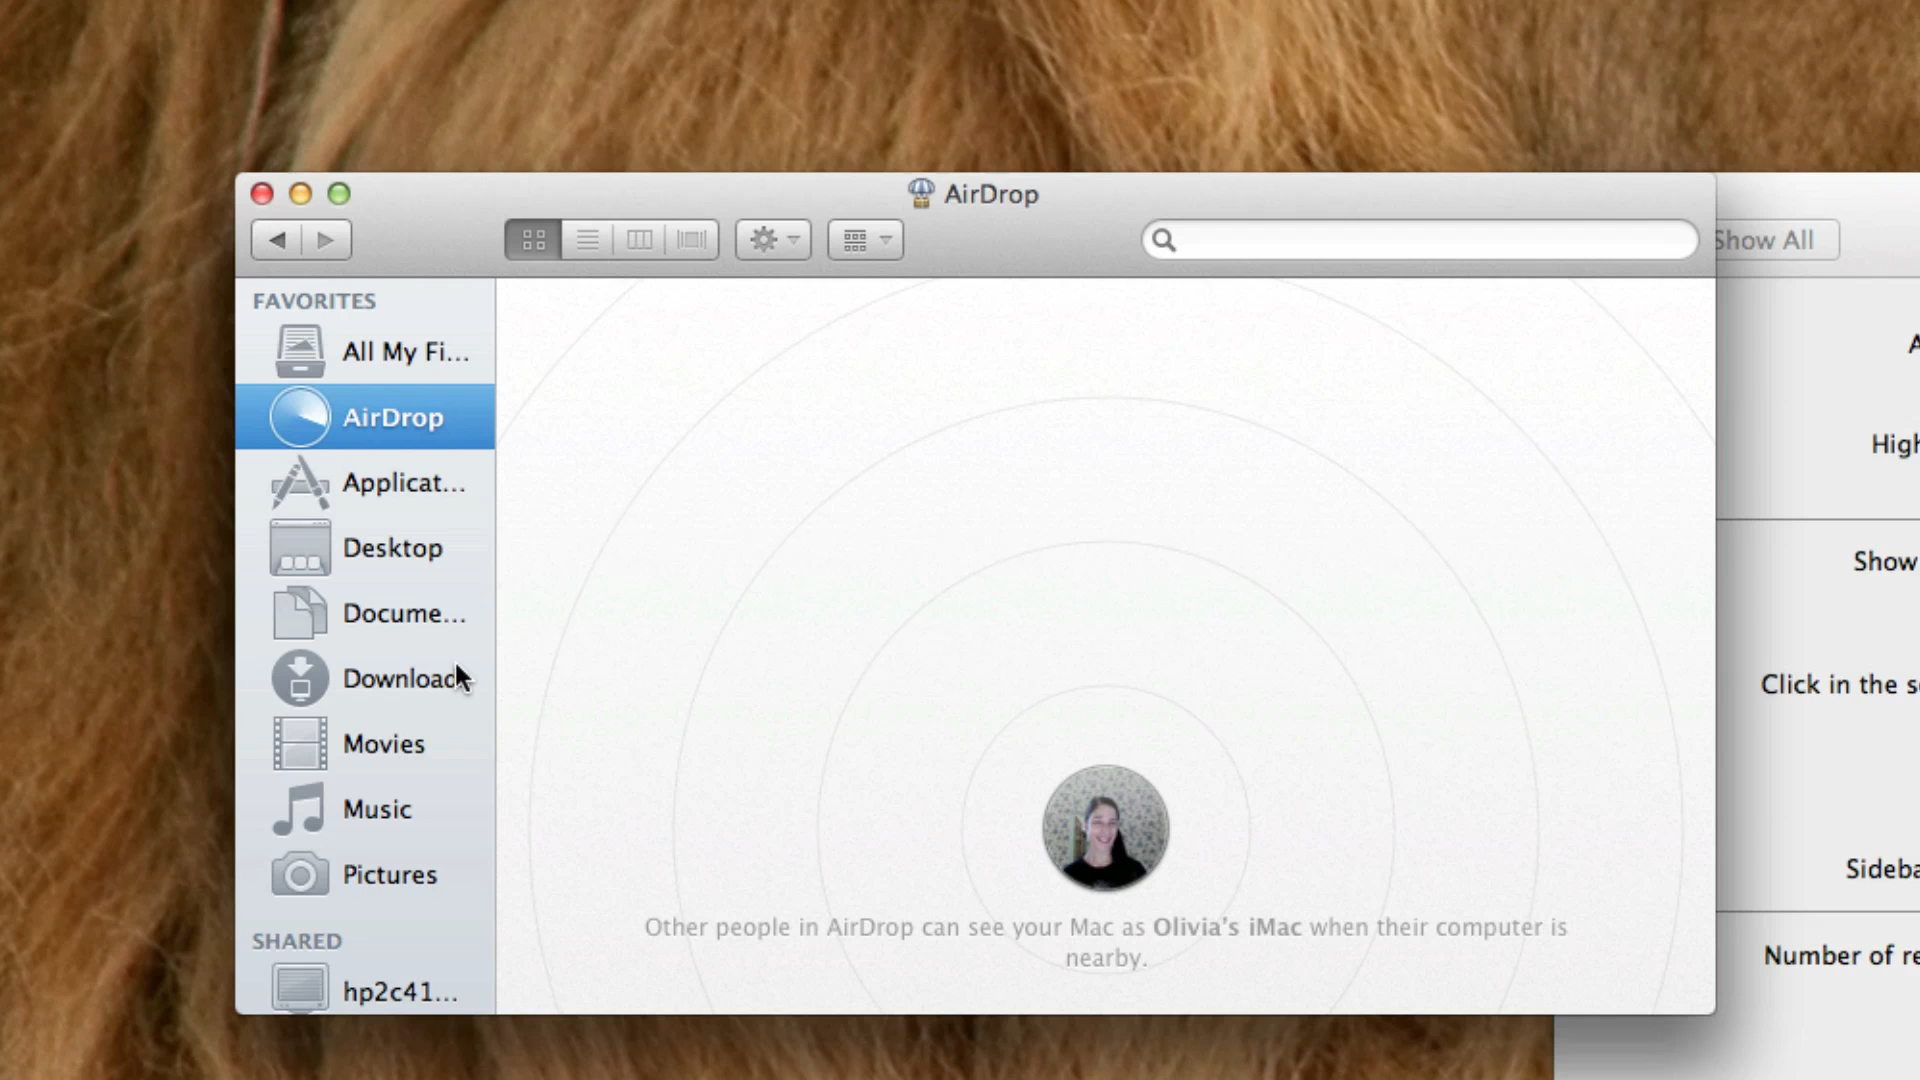 AirDrop
Show All
FAVORITES
All My Fi...
AirDrop
Applicat...
Desktop
Docume...
Download
Movies
Music
Pictures
SHARED
hp2c41...
Other people in AirDrop can see your Mac as Olivia's iMac when their computer is
nearby.
A
High
Show
Click in the s
Sideba
Number of re